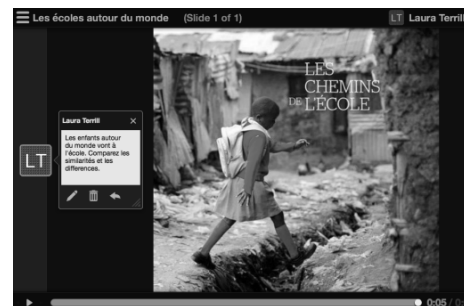 Les écoles autour du monde (Slide 1 of 1)
LT Laura Terrill
LES
CHEMINS
DE L'ÉCOLE
Laura Terrill ×
Les enfants autour
du monde vont à
l'école. Comparez les
similarités et les
differences.
LT
0:05